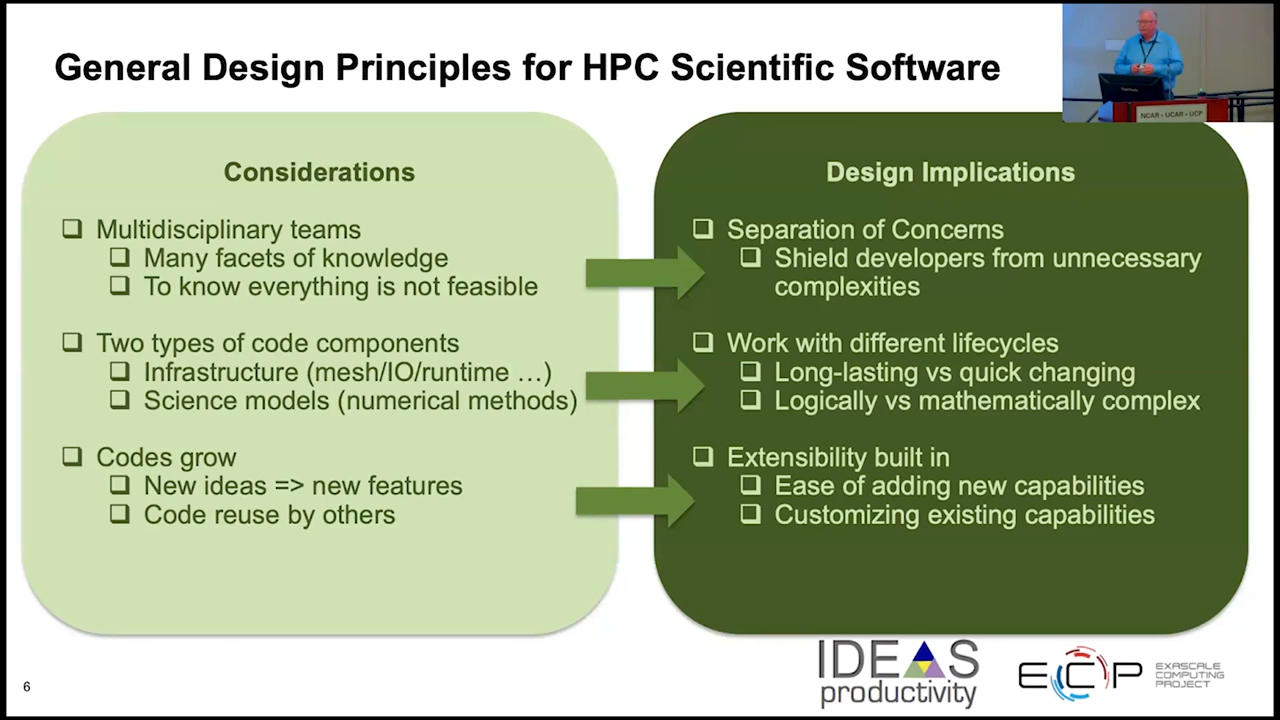 General Design Principles for HPC Scientific Software
NCAR • UCAR • UCP
Considerations
❑ Multidisciplinary teams
❑ Many facets of knowledge
❑ To know everything is not feasible
❑ Two types of code components
❑ Infrastructure (mesh/IO/runtime …)
❑ Science models (numerical methods)
❑ Codes grow
❑ New ideas => new features
❑ Code reuse by others
Design Implications
❑ Separation of Concerns
❑ Shield developers from unnecessary
complexities
❑ Work with different lifecycles
❑ Long-lasting vs quick changing
❑ Logically vs mathematically complex
❑ Extensibility built in
❑ Ease of adding new capabilities
❑ Customizing existing capabilities
6
IDEAS
productivity
ECP
EXASCALE
COMPUTING
PROJECT